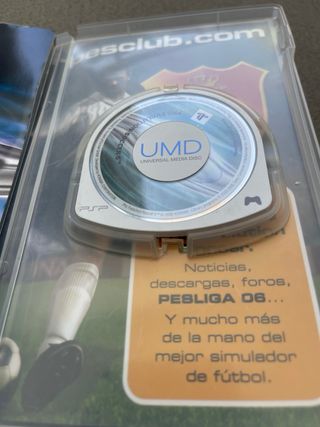 pesclub.com
UMD
UNIVERSAL MEDIA DISC
PSP
Noticias,
descargas, foros,
PESLIGA 06...
Y mucho más
de la mano del
mejor simulador
de fútbol.